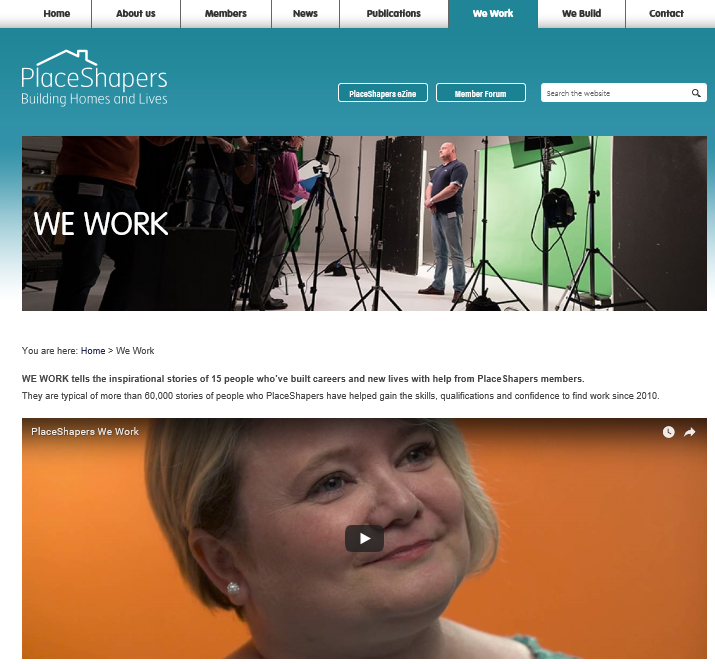 Home About us Members News Publications We Work We Build Contact
PlaceShapers
Building Homes and Lives
PlaceShapers eZine Member Forum Search the website
WE WORK
You are here: Home > We Work
WE WORK tells the inspirational stories of 15 people who've built careers and new lives with help from PlaceShapers members.
They are typical of more than 60,000 stories of people who PlaceShapers have helped gain the skills, qualifications and confidence to find work since 2010.
PlaceShapers We Work